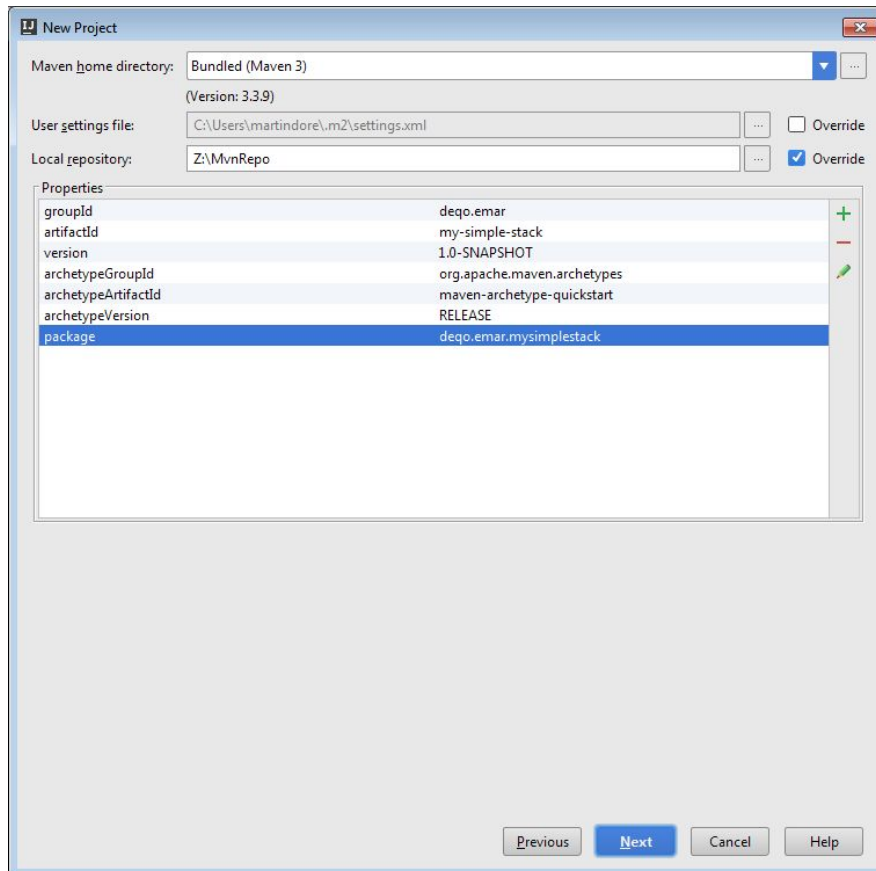 New Project
Maven home directory: Bundled (Maven 3)
(Version: 3.3.9)
User settings file: C:\Users\martindore\.m2\settings.xml ... Override
Local repository: Z:\MvnRepo ... Override
Properties
groupId deqo.emar
artifactId my-simple-stack
version 1.0-SNAPSHOT
archetypeGroupId org.apache.maven.archetypes
archetypeArtifactId maven-archetype-quickstart
archetypeVersion RELEASE
package deqo.emar.mysimplestack
Previous Next Cancel Help